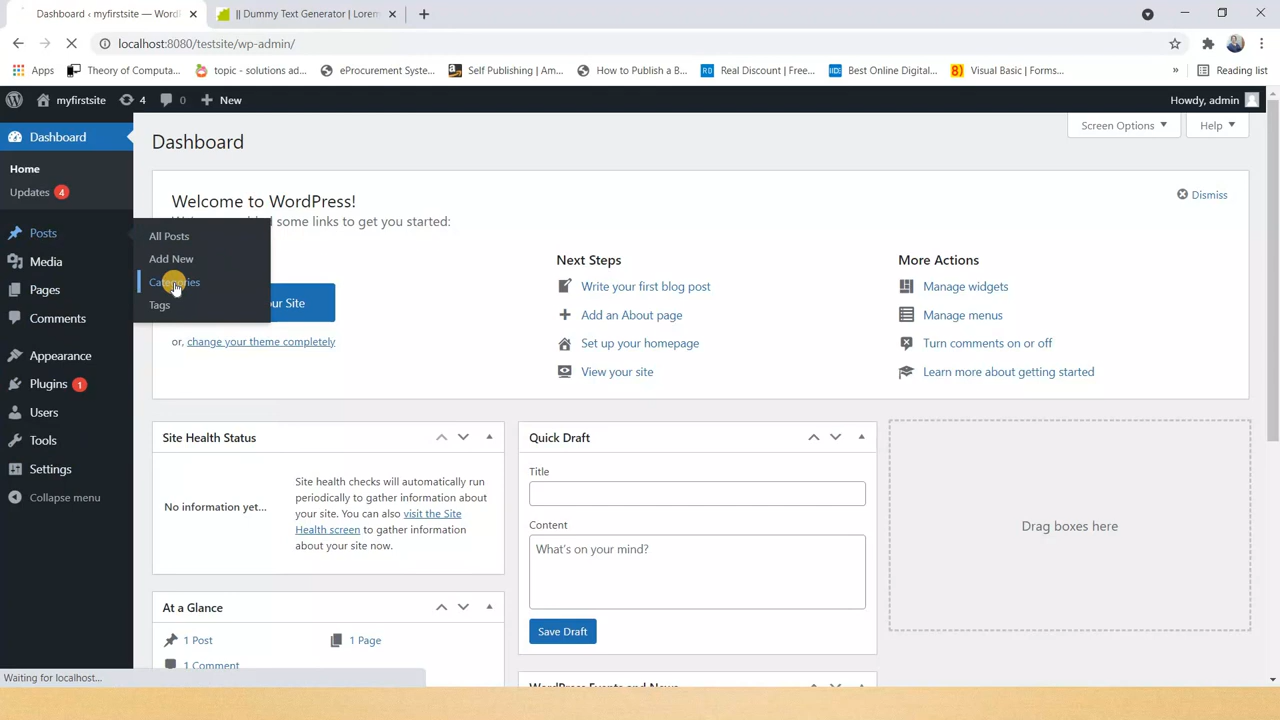 Dashboard ‹ myfirstsite — WordP
|| Dummy Text Generator | Lorem
localhost:8080/testsite/wp-admin/
Apps
Theory of Computa...
topic - solutions ad...
eProcurement Syste...
Self Publishing | Am...
How to Publish a B...
Real Discount | Free...
Best Online Digital...
Visual Basic | Forms...
»
Reading list
myfirstsite
4
0
New
Howdy, admin
Dashboard
Home
Updates 4
Posts
Media
Pages
Comments
Appearance
Plugins 1
Users
Tools
Settings
Collapse menu
All Posts
Add New
Categories
Tags
Dashboard
Screen Options
Help
Welcome to WordPress!
some links to get you started:
Dismiss
our Site
or, change your theme completely
Next Steps
Write your first blog post
Add an About page
Set up your homepage
View your site
More Actions
Manage widgets
Manage menus
Turn comments on or off
Learn more about getting started
Site Health Status
No information yet...
Site health checks will automatically run
periodically to gather information about
your site. You can also visit the Site
Health screen to gather information
about your site now.
At a Glance
1 Post
1 Page
1 Comment
Quick Draft
Title
Content
What's on your mind?
Save Draft
WordPress Events and News
Drag boxes here
Waiting for localhost...